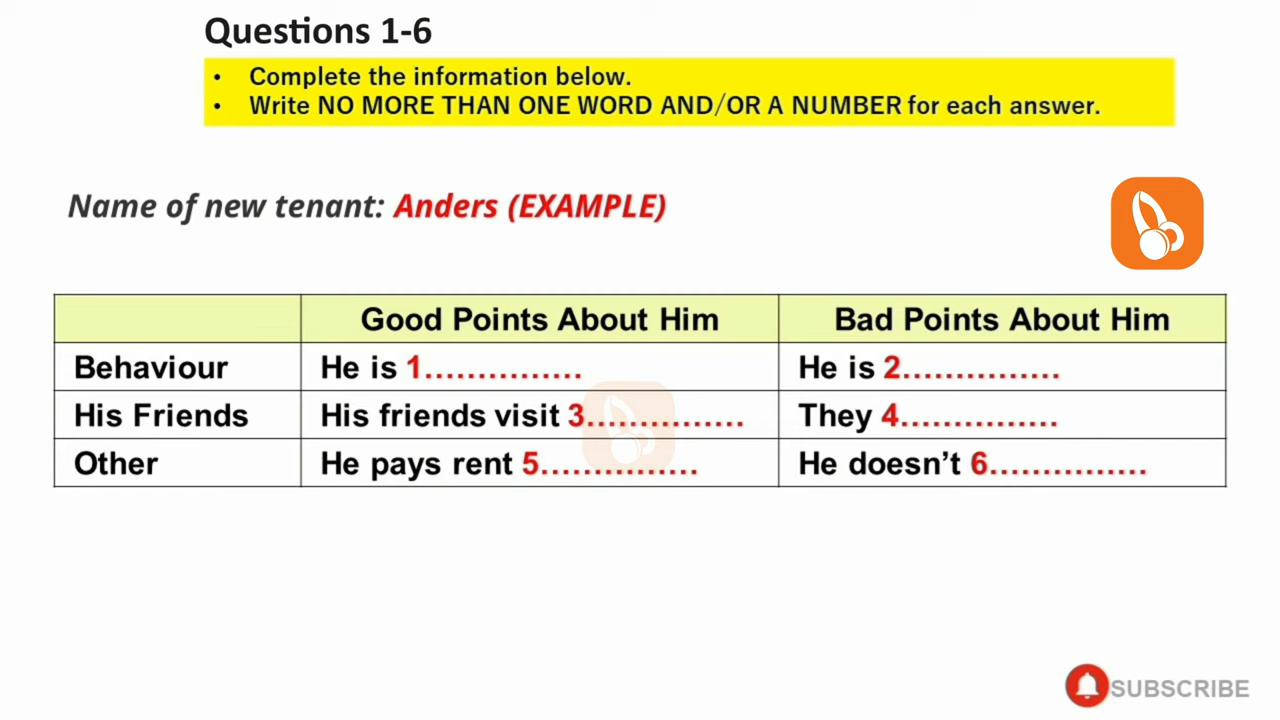 Questions 1-6
• Complete the information below.
• Write NO MORE THAN ONE WORD AND/OR A NUMBER for each answer.
Name of new tenant: Anders (EXAMPLE)
Good Points About Him Bad Points About Him
Behaviour He is 1............... He is 2...............
His Friends His friends visit 3............... They 4...............
Other He pays rent 5............... He doesn't 6...............
SUBSCRIBE